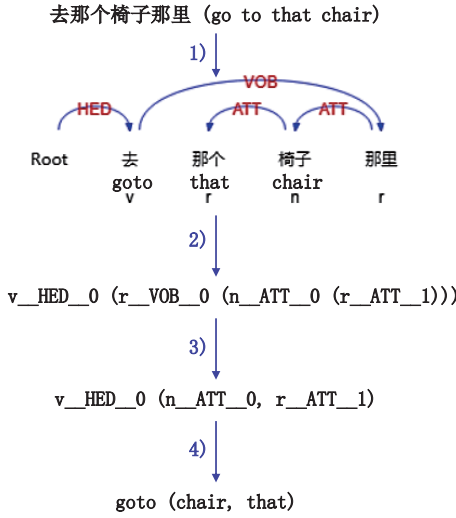 去那个椅子那里 (go to that chair)
1)
VOB
HED ATT ATT
Root 去 那个 椅子 那里
goto that chair
v r n r
2)
v__HED__0 (r__VOB__0 (n__ATT__0 (r__ATT__1)))
3)
v__HED__0 (n__ATT__0, r__ATT__1)
4)
goto (chair, that)